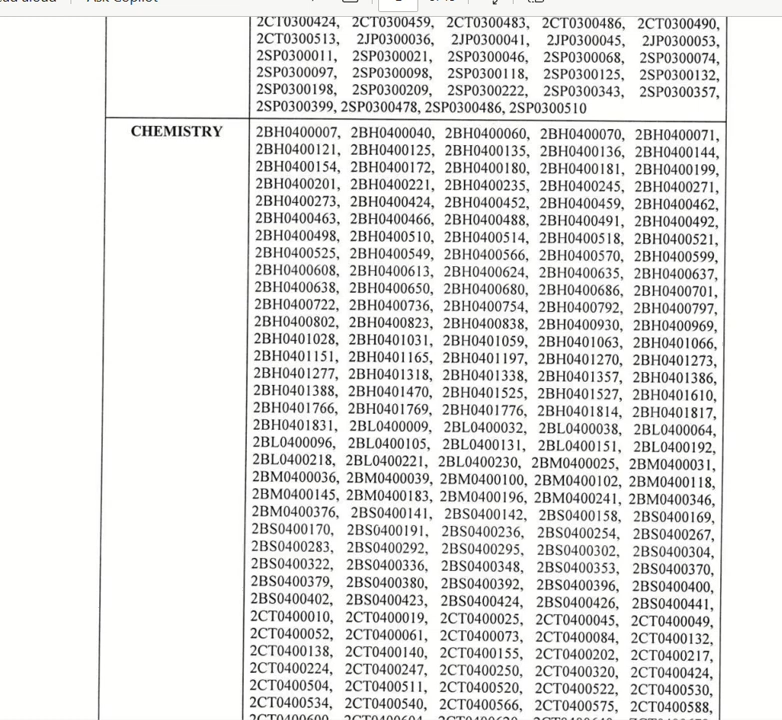 Ask Copilot
2CT0300424, 2CT0300459, 2CT0300483, 2CT0300486, 2CT0300490,
2CT0300513, 2JP0300036, 2JP0300041, 2JP0300045, 2JP0300053,
2SP0300011, 2SP0300021, 2SP0300046, 2SP0300068, 2SP0300074,
2SP0300097, 2SP0300098, 2SP0300118, 2SP0300125, 2SP0300132,
2SP0300198, 2SP0300209, 2SP0300222, 2SP0300343, 2SP0300357,
2SP0300399, 2SP0300478, 2SP0300486, 2SP0300510
CHEMISTRY
2BH0400007, 2BH0400040, 2BH0400060, 2BH0400070, 2BH0400071,
2BH0400121, 2BH0400125, 2BH0400135, 2BH0400136, 2BH0400144,
2BH0400154, 2BH0400172, 2BH0400180, 2BH0400181, 2BH0400199,
2BH0400201, 2BH0400221, 2BH0400235, 2BH0400245, 2BH0400271,
2BH0400273, 2BH0400424, 2BH0400452, 2BH0400459, 2BH0400462,
2BH0400463, 2BH0400466, 2BH0400488, 2BH0400491, 2BH0400492,
2BH0400498, 2BH0400510, 2BH0400514, 2BH0400518, 2BH0400521,
2BH0400525, 2BH0400549, 2BH0400566, 2BH0400570, 2BH0400599,
2BH0400608, 2BH0400613, 2BH0400624, 2BH0400635, 2BH0400637,
2BH0400638, 2BH0400650, 2BH0400680, 2BH0400686, 2BH0400701,
2BH0400722, 2BH0400736, 2BH0400754, 2BH0400792, 2BH0400797,
2BH0400802, 2BH0400823, 2BH0400838, 2BH0400930, 2BH0400969,
2BH0401028, 2BH0401031, 2BH0401059, 2BH0401063, 2BH0401066,
2BH0401151, 2BH0401165, 2BH0401197, 2BH0401270, 2BH0401273,
2BH0401277, 2BH0401318, 2BH0401338, 2BH0401357, 2BH0401386,
2BH0401388, 2BH0401470, 2BH0401525, 2BH0401527, 2BH0401610,
2BH0401766, 2BH0401769, 2BH0401776, 2BH0401814, 2BH0401817,
2BH0401831, 2BL0400009, 2BL0400032, 2BL0400038, 2BL0400064,
2BL0400096, 2BL0400105, 2BL0400131, 2BL0400151, 2BL0400192,
2BL0400218, 2BL0400221, 2BL0400230, 2BM0400025, 2BM0400031,
2BM0400036, 2BM0400039, 2BM0400100, 2BM0400102, 2BM0400118,
2BM0400145, 2BM0400183, 2BM0400196, 2BM0400241, 2BM0400346,
2BM0400376, 2BS0400141, 2BS0400142, 2BS0400158, 2BS0400169,
2BS0400170, 2BS0400191, 2BS0400236, 2BS0400254, 2BS0400267,
2BS0400283, 2BS0400292, 2BS0400295, 2BS0400302, 2BS0400304,
2BS0400322, 2BS0400336, 2BS0400348, 2BS0400353, 2BS0400370,
2BS0400379, 2BS0400380, 2BS0400392, 2BS0400396, 2BS0400400,
2BS0400402, 2BS0400423, 2BS0400424, 2BS0400426, 2BS0400441,
2CT0400010, 2CT0400019, 2CT0400025, 2CT0400045, 2CT0400049,
2CT0400052, 2CT0400061, 2CT0400073, 2CT0400084, 2CT0400132,
2CT0400138, 2CT0400140, 2CT0400155, 2CT0400202, 2CT0400217,
2CT0400224, 2CT0400247, 2CT0400250, 2CT0400320, 2CT0400424,
2CT0400504, 2CT0400511, 2CT0400520, 2CT0400522, 2CT0400530,
2CT0400534, 2CT0400540, 2CT0400566, 2CT0400575, 2CT0400588,